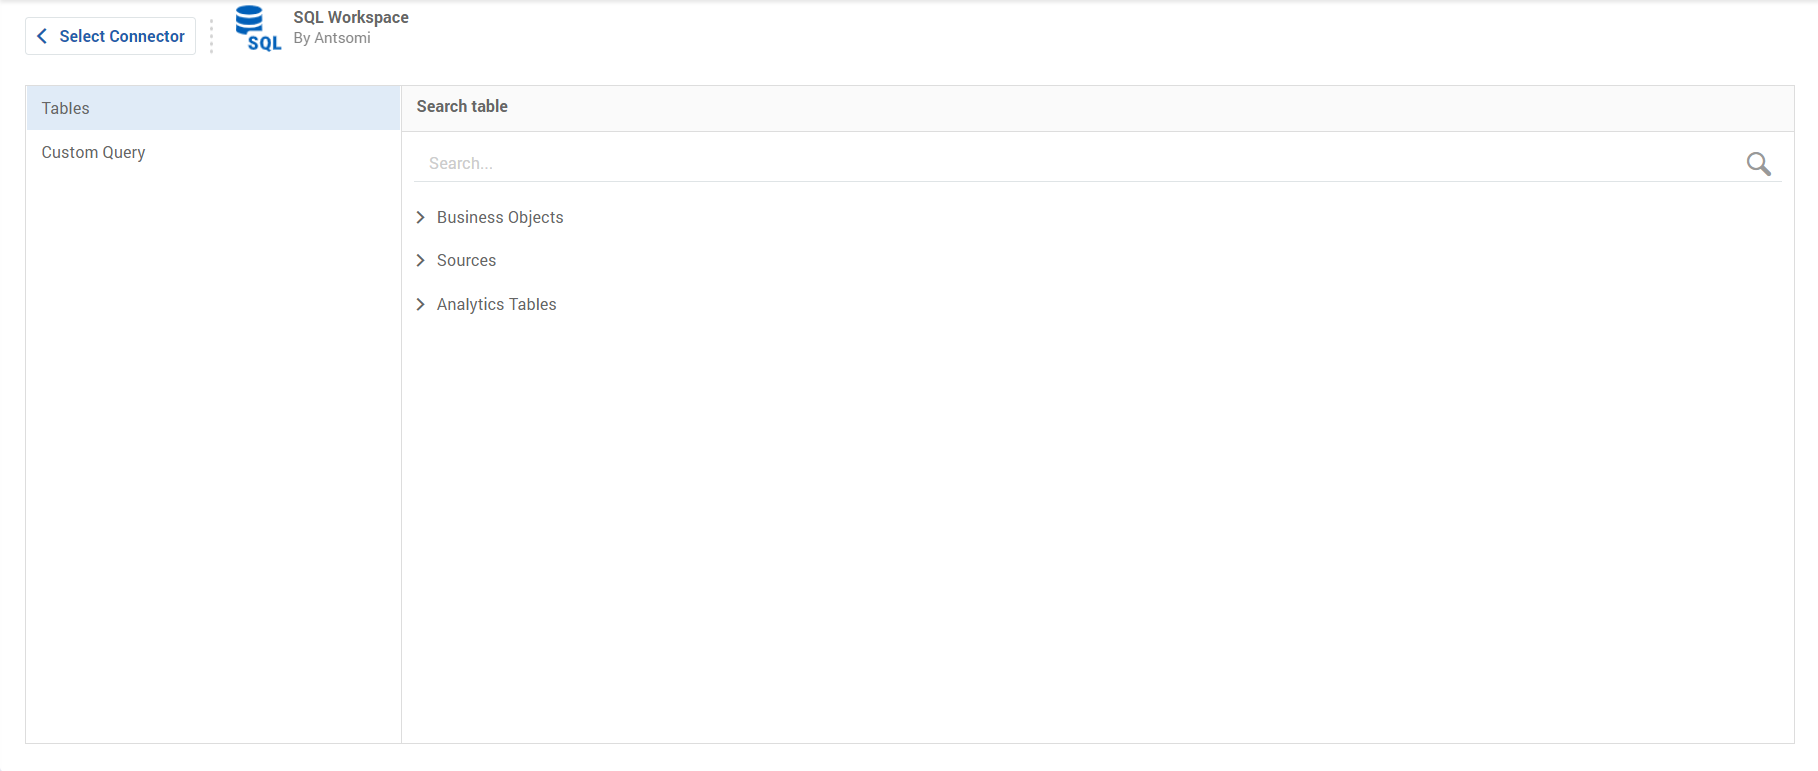 Select Connector
SQL
SQL Workspace
By Antsomi
Tables
Custom Query
Search table
Search...
Business Objects
Sources
Analytics Tables